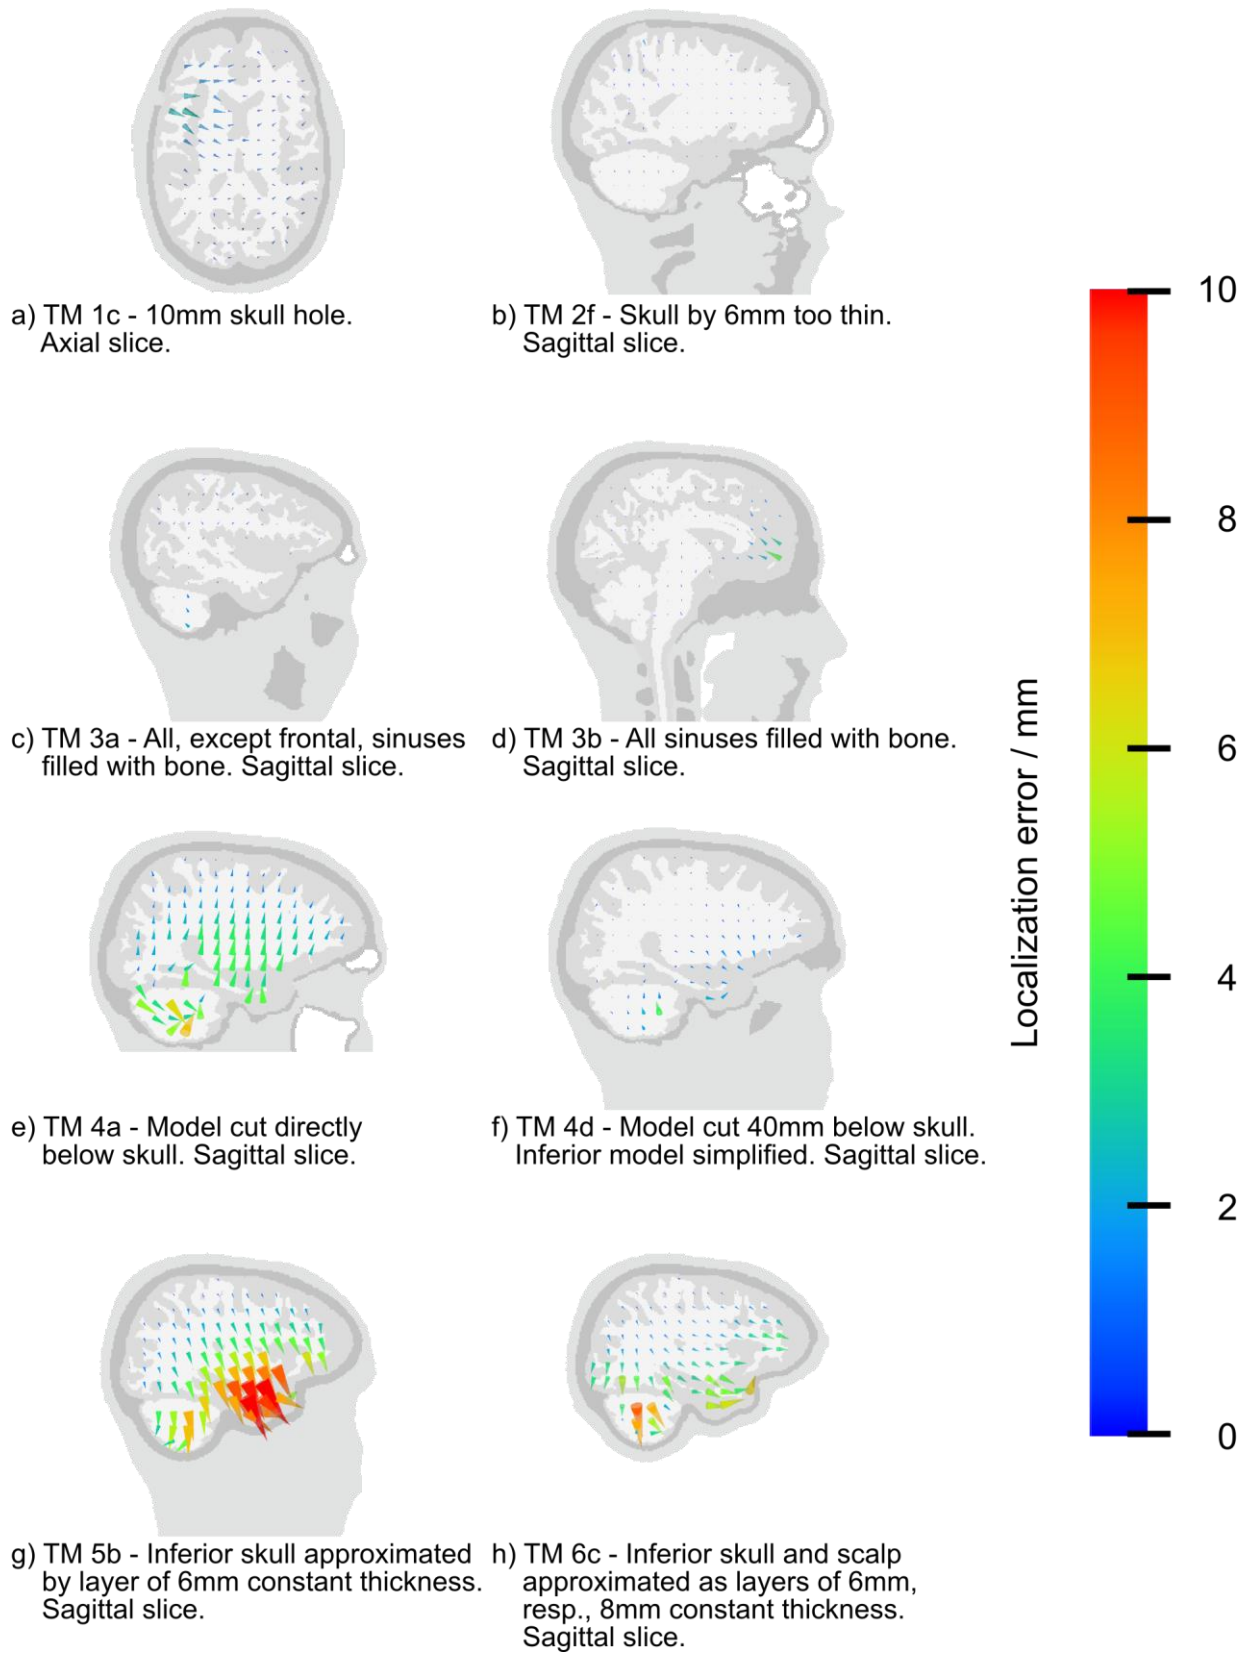 a) TM 1c - 10mm skull hole.
Axial slice.
b) TM 2f - Skull by 6mm too thin.
Sagittal slice.
c) TM 3a - All, except frontal, sinuses
filled with bone. Sagittal slice.
d) TM 3b - All sinuses filled with bone.
Sagittal slice.
e) TM 4a - Model cut directly
below skull. Sagittal slice.
f) TM 4d - Model cut 40mm below skull.
Inferior model simplified. Sagittal slice.
g) TM 5b - Inferior skull approximated
by layer of 6mm constant thickness.
Sagittal slice.
h) TM 6c - Inferior skull and scalp
approximated as layers of 6mm,
resp., 8mm constant thickness.
Sagittal slice.
Localization error / mm
10
8
6
4
2
0